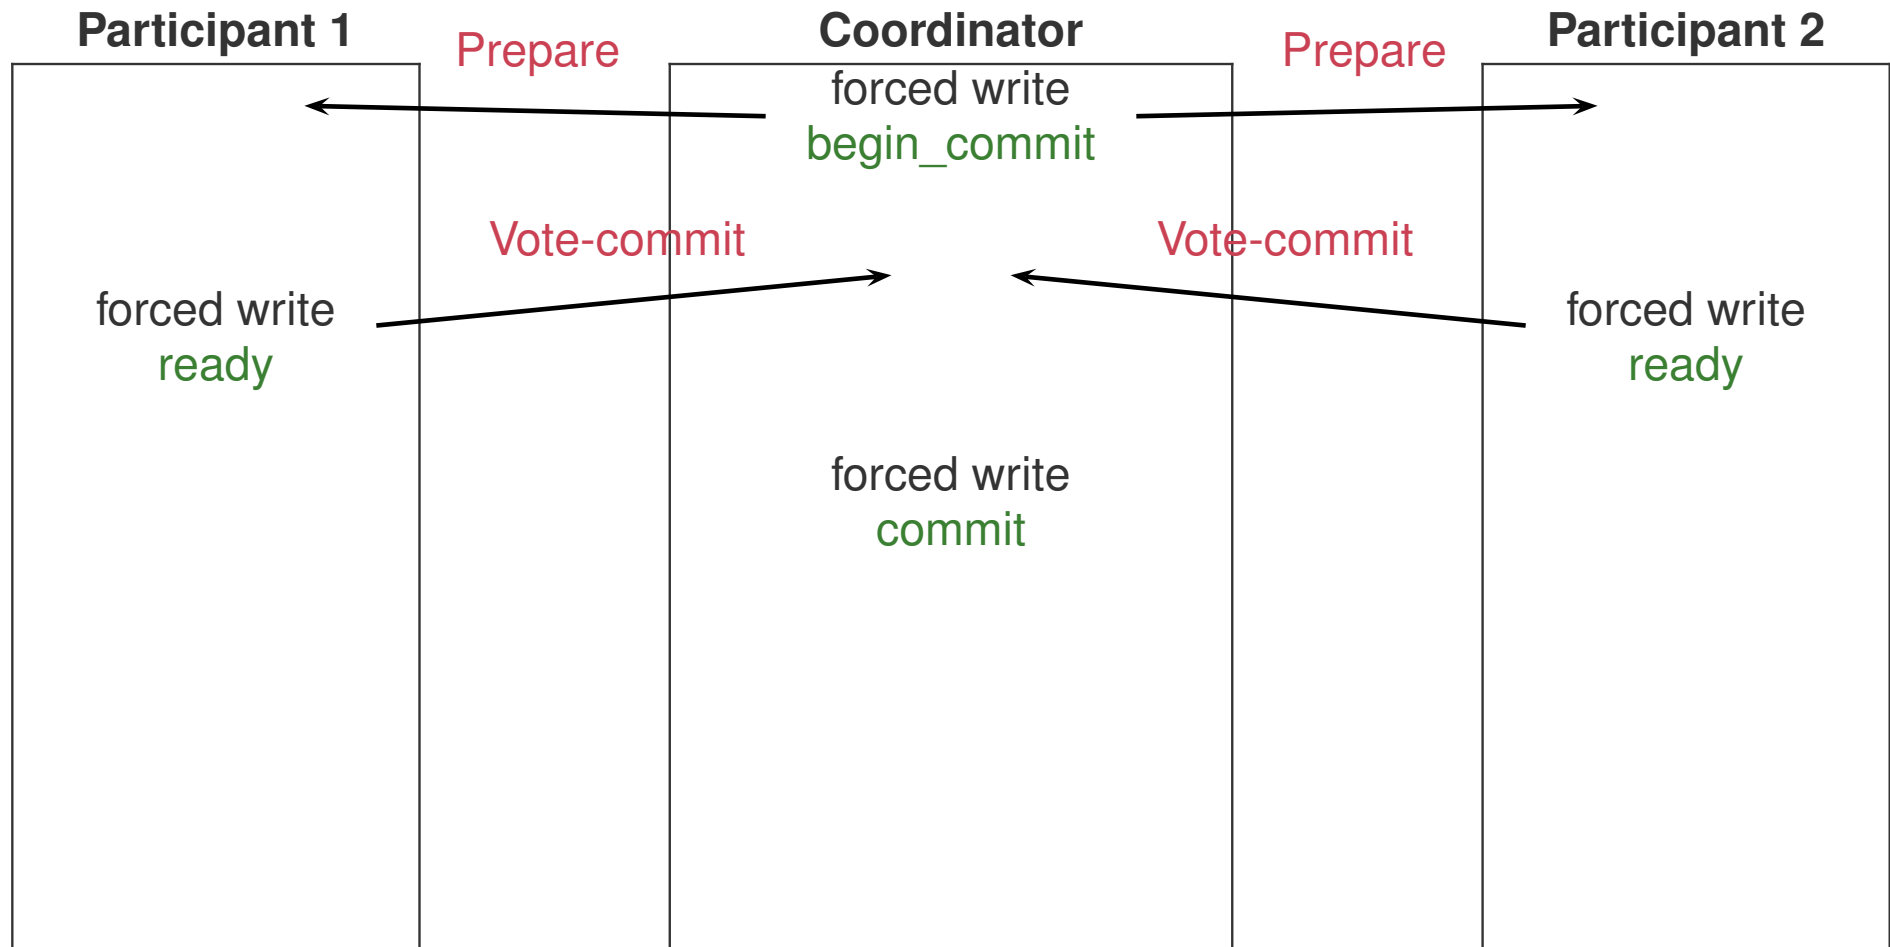 Participant 1
Prepare
Coordinator
Prepare
Participant 2
forced write
begin_commit
Vote-commit
Vote-commit
forced write
ready
forced write
ready
forced write
commit